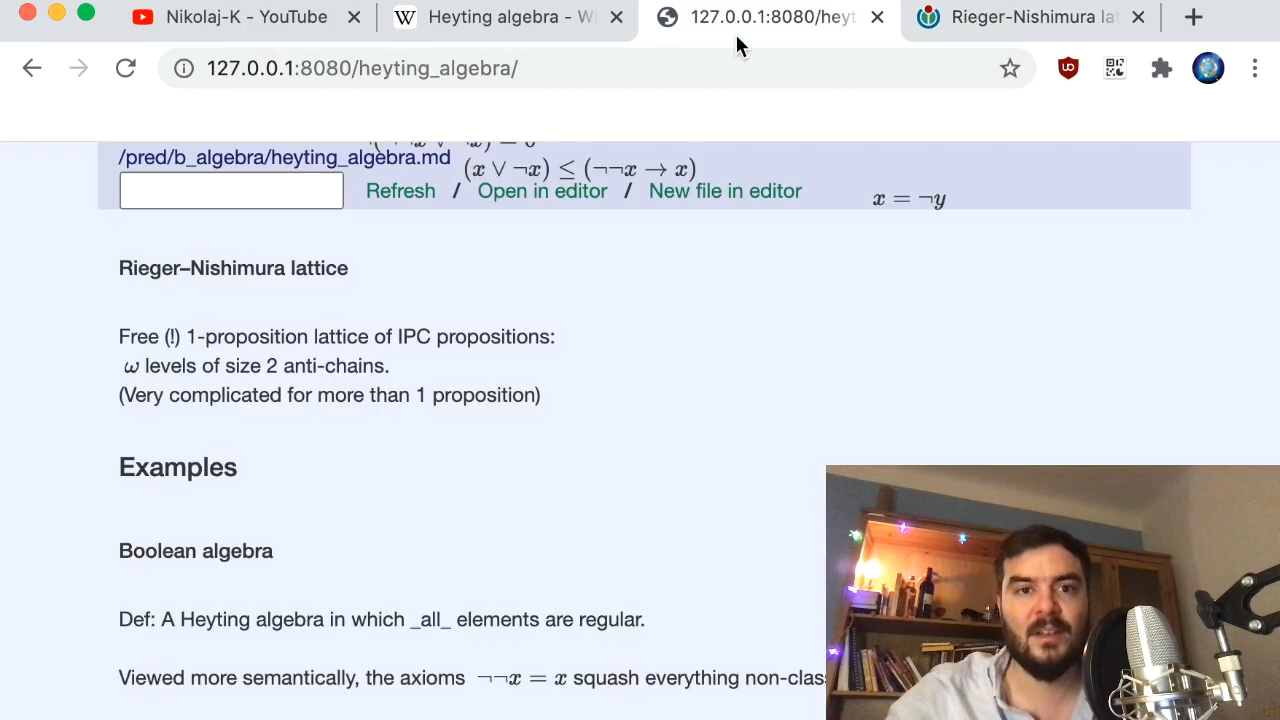 Nikolaj-K - YouTube
Heyting algebra - Wi
127.0.0.1:8080/heyt
Rieger-Nishimura la
127.0.0.1:8080/heyting_algebra/
/pred/b_algebra/heyting_algebra.md
(x ∨ ¬x) ≤ (¬¬x → x)
Refresh / Open in editor / New file in editor
x = ¬y
Rieger–Nishimura lattice
Free (!) 1-proposition lattice of IPC propositions:
ω levels of size 2 anti-chains.
(Very complicated for more than 1 proposition)
Examples
Boolean algebra
Def: A Heyting algebra in which _all_ elements are regular.
Viewed more semantically, the axioms ¬¬x = x squash everything non-clas